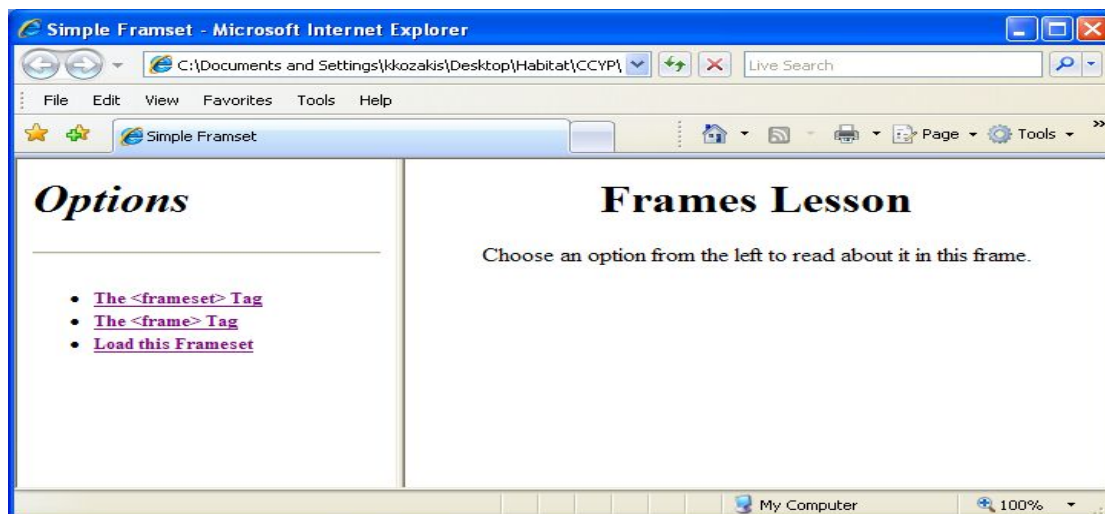 Simple Framset - Microsoft Internet Explorer
C:\Documents and Settings\kkozakis\Desktop\Habitat\CCYP\
Live Search
File Edit View Favorites Tools Help
Simple Framset
Page Tools »
Options
Frames Lesson
Choose an option from the left to read about it in this frame.
• The <frameset> Tag
• The <frame> Tag
• Load this Frameset
My Computer 100%